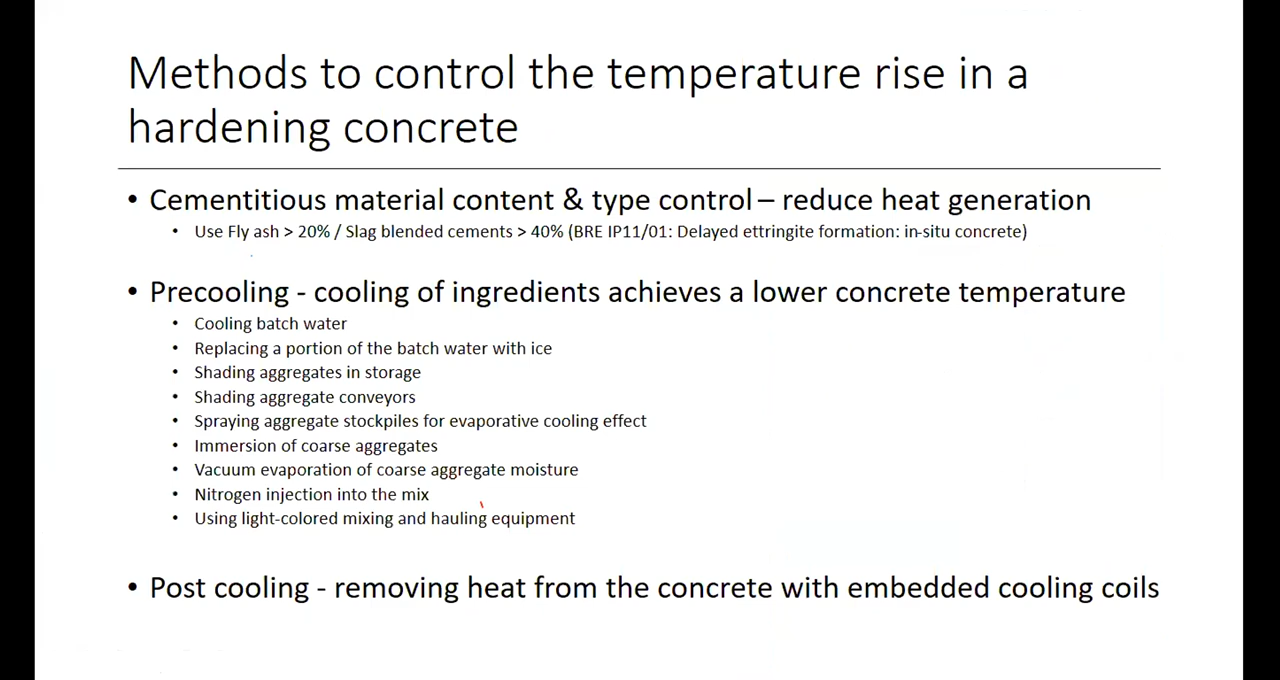 Methods to control the temperature rise in a
hardening concrete
• Cementitious material content & type control – reduce heat generation
• Use Fly ash > 20% / Slag blended cements > 40% (BRE IP11/01: Delayed ettringite formation: in-situ concrete)
• Precooling - cooling of ingredients achieves a lower concrete temperature
• Cooling batch water
• Replacing a portion of the batch water with ice
• Shading aggregates in storage
• Shading aggregate conveyors
• Spraying aggregate stockpiles for evaporative cooling effect
• Immersion of coarse aggregates
• Vacuum evaporation of coarse aggregate moisture
• Nitrogen injection into the mix
• Using light-colored mixing and hauling equipment
• Post cooling - removing heat from the concrete with embedded cooling coils